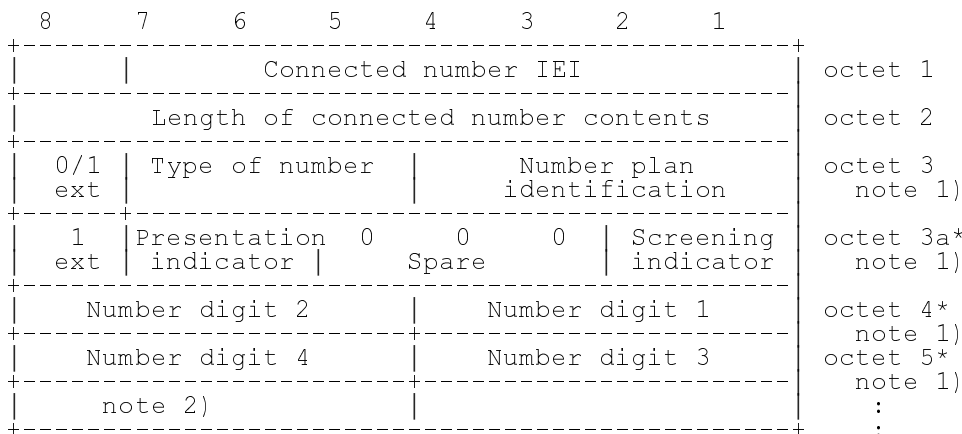 8 7 6 5 4 3 2 1
Connected number IEI octet 1
Length of connected number contents octet 2
0/1 Type of number Number plan octet 3
ext identification note 1)
1 Presentation 0 0 0 Screening octet 3a*
ext indicator Spare indicator note 1)
Number digit 2 Number digit 1 octet 4*
note 1)
Number digit 4 Number digit 3 octet 5*
note 1)
note 2) :
: